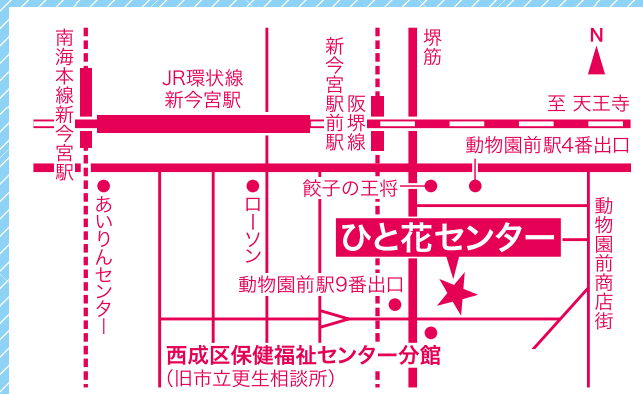 南海本線新今宮駅
JR環状線
新今宮駅
新今宮駅前駅
阪堺線
堺筋
N
至 天王寺
動物園前駅4番出口
餃子の王将
あいりんセンター
ローソン
ひと花センター
動物園前商店街
動物園前駅9番出口
西成区保健福祉センター分館
(旧市立更生相談所)